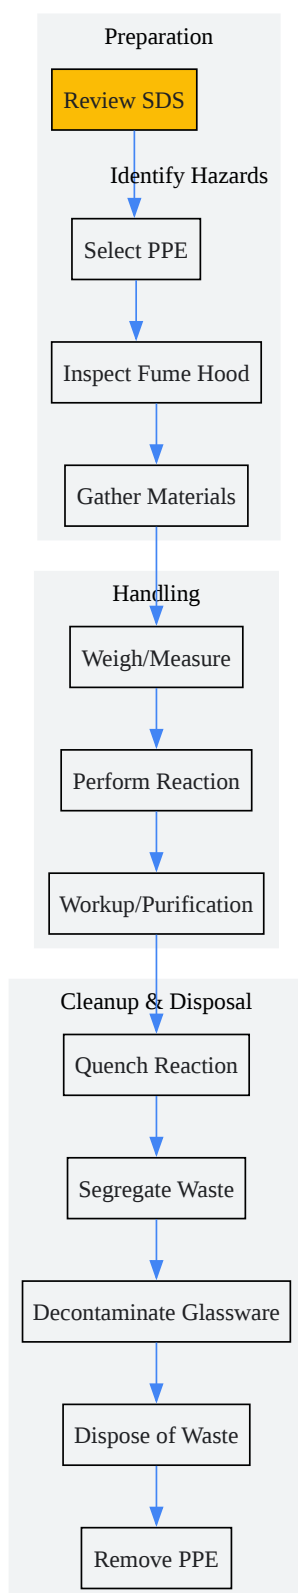 Preparation
Review SDS
Identify Hazards
Select PPE
Inspect Fume Hood
Gather Materials
Handling
Weigh/Measure
Perform Reaction
Workup/Purification
Cleanup & Disposal
Quench Reaction
Segregate Waste
Decontaminate Glassware
Dispose of Waste
Remove PPE